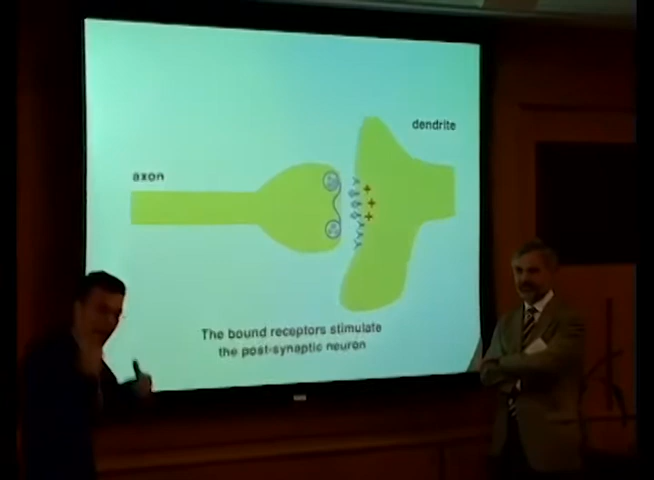 dendrite
axon
The bound receptors stimulate
the post-synaptic neuron